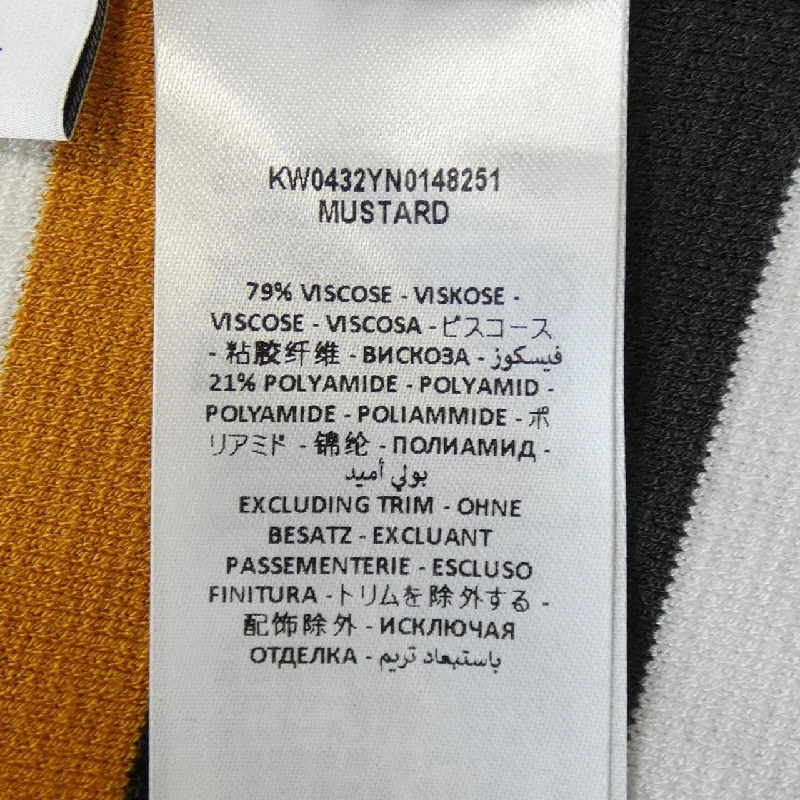 KW0432YN0148251
MUSTARD
79% VISCOSE - VISKOSE -
VISCOSE - VISCOSA - ビスコース
- 粘胶纤维 - ВИСКОЗА - فيسكوز
21% POLYAMIDE - POLYAMID -
POLYAMIDE - POLIAMMIDE - ポ
リアミド - 锦纶 - ПОЛИАМИД -
بولي أميد
EXCLUDING TRIM - OHNE
BESATZ - EXCLUANT
PASSEMENTERIE - ESCLUSO
FINITURA - トリムを除外する -
配饰除外 - ИСКЛЮЧАЯ
ОТДЕЛКА - باستبعاد تريم